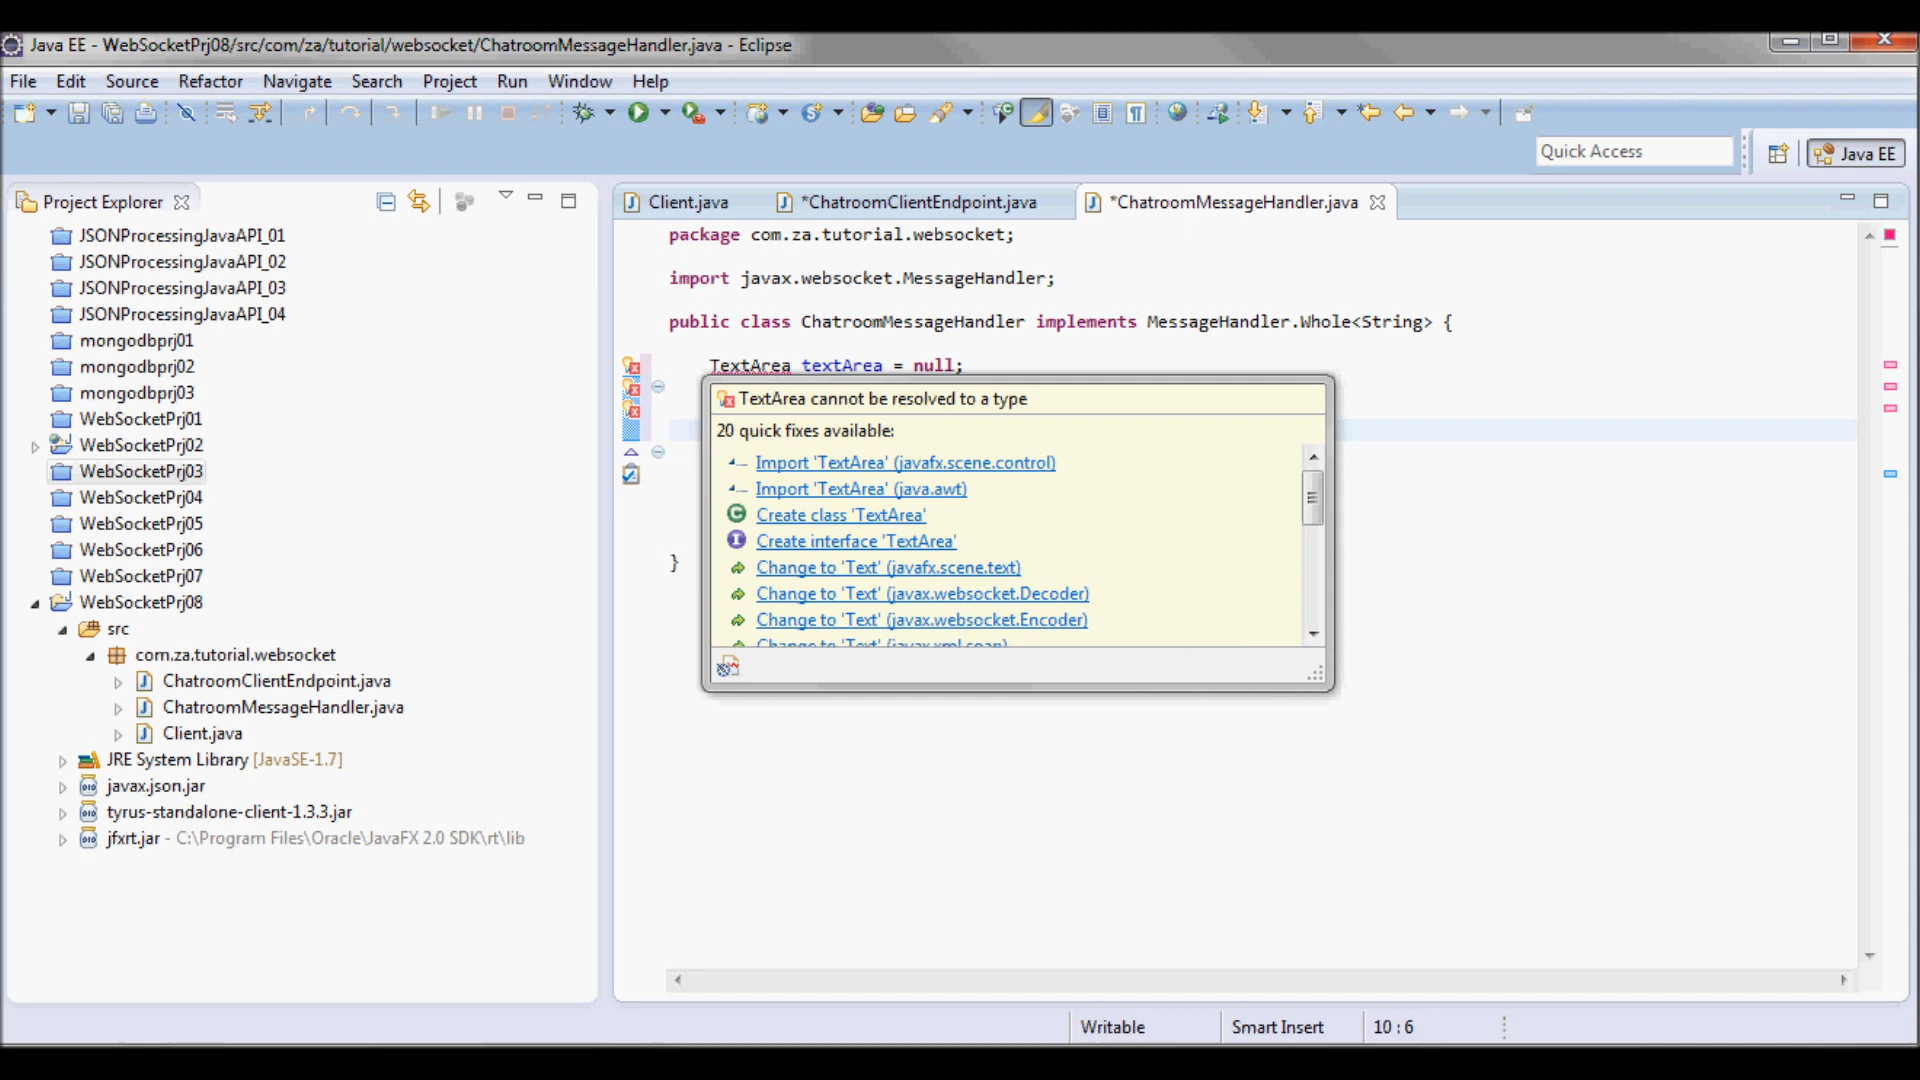 Java EE - WebSocketPrj08/src/com/za/tutorial/websocket/ChatroomMessageHandler.java - Eclipse
File Edit Source Refactor Navigate Search Project Run Window Help
Quick Access
Java EE
Project Explorer
JSONProcessingJavaAPI_01
JSONProcessingJavaAPI_02
JSONProcessingJavaAPI_03
JSONProcessingJavaAPI_04
mongodbprj01
mongodbprj02
mongodbprj03
WebSocketPrj01
WebSocketPrj02
WebSocketPrj03
WebSocketPrj04
WebSocketPrj05
WebSocketPrj06
WebSocketPrj07
WebSocketPrj08
src
com.za.tutorial.websocket
ChatroomClientEndpoint.java
ChatroomMessageHandler.java
Client.java
JRE System Library [JavaSE-1.7]
javax.json.jar
tyrus-standalone-client-1.3.3.jar
jfxrt.jar - C:\Program Files\Oracle\JavaFX 2.0 SDK\rt\lib
Client.java *ChatroomClientEndpoint.java *ChatroomMessageHandler.java
package com.za.tutorial.websocket;
import javax.websocket.MessageHandler;
public class ChatroomMessageHandler implements MessageHandler.Whole<String> {
TextArea textArea = null;
TextArea cannot be resolved to a type
20 quick fixes available:
Import 'TextArea' (javafx.scene.control)
Import 'TextArea' (java.awt)
Create class 'TextArea'
Create interface 'TextArea'
Change to 'Text' (javafx.scene.text)
Change to 'Text' (javax.websocket.Decoder)
Change to 'Text' (javax.websocket.Encoder)
Change to 'Text' (javax.xml.soap)
}
Writable
Smart Insert
10 : 6